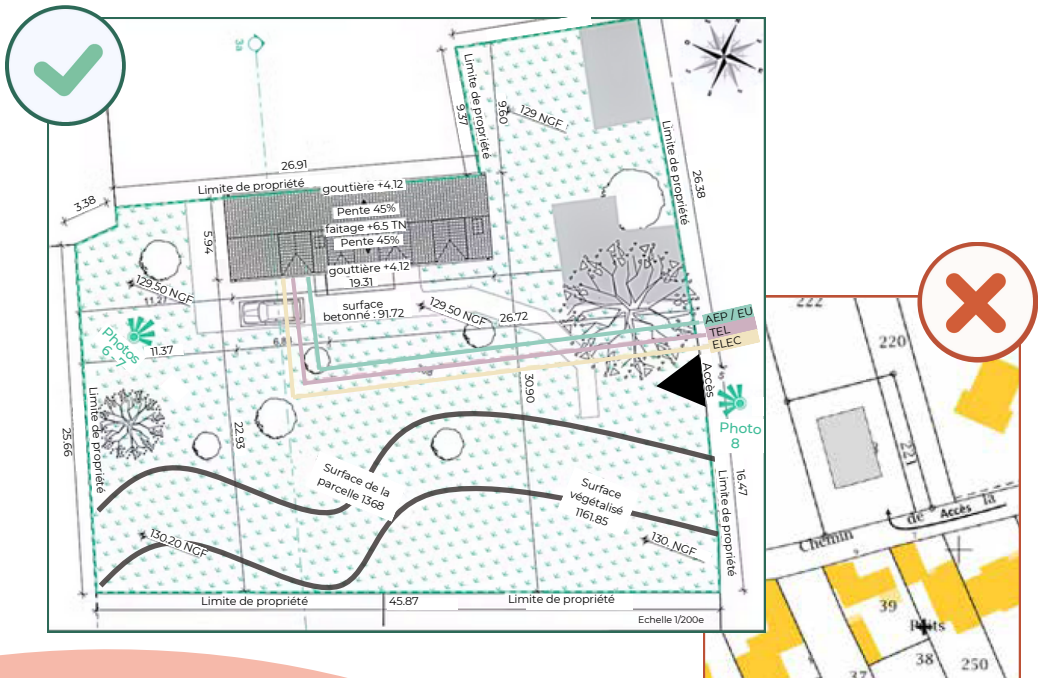 3a
3.38
26.91
Limite de propriété
gouttière +4.12
Pente 45%
faitage +6.5 TN
Pente 45%
gouttière +4.12
19.31
5.94
Limite de propriété
9.37
9.60
129 NGF
Limite de propriété
26.38
129.50 NGF
11.27
surface
betonné : 91.72
129.50 NGF
26.72
AEP / EU
TEL
ELEC
Photos
6 7
11.37
Accès
S
Photo
8
30.90
Limite de propriété
25.66
22.93
Surface de la
parcelle 1368
Surface
végétalisé
1161.85
16.47
Limite de propriété
130.20 NGF
130. NGF
Limite de propriété
45.87
Limite de propriété
Echelle 1/200e
222
220
221
Chemin
de
Accès
la
39
Puits
38
37
250